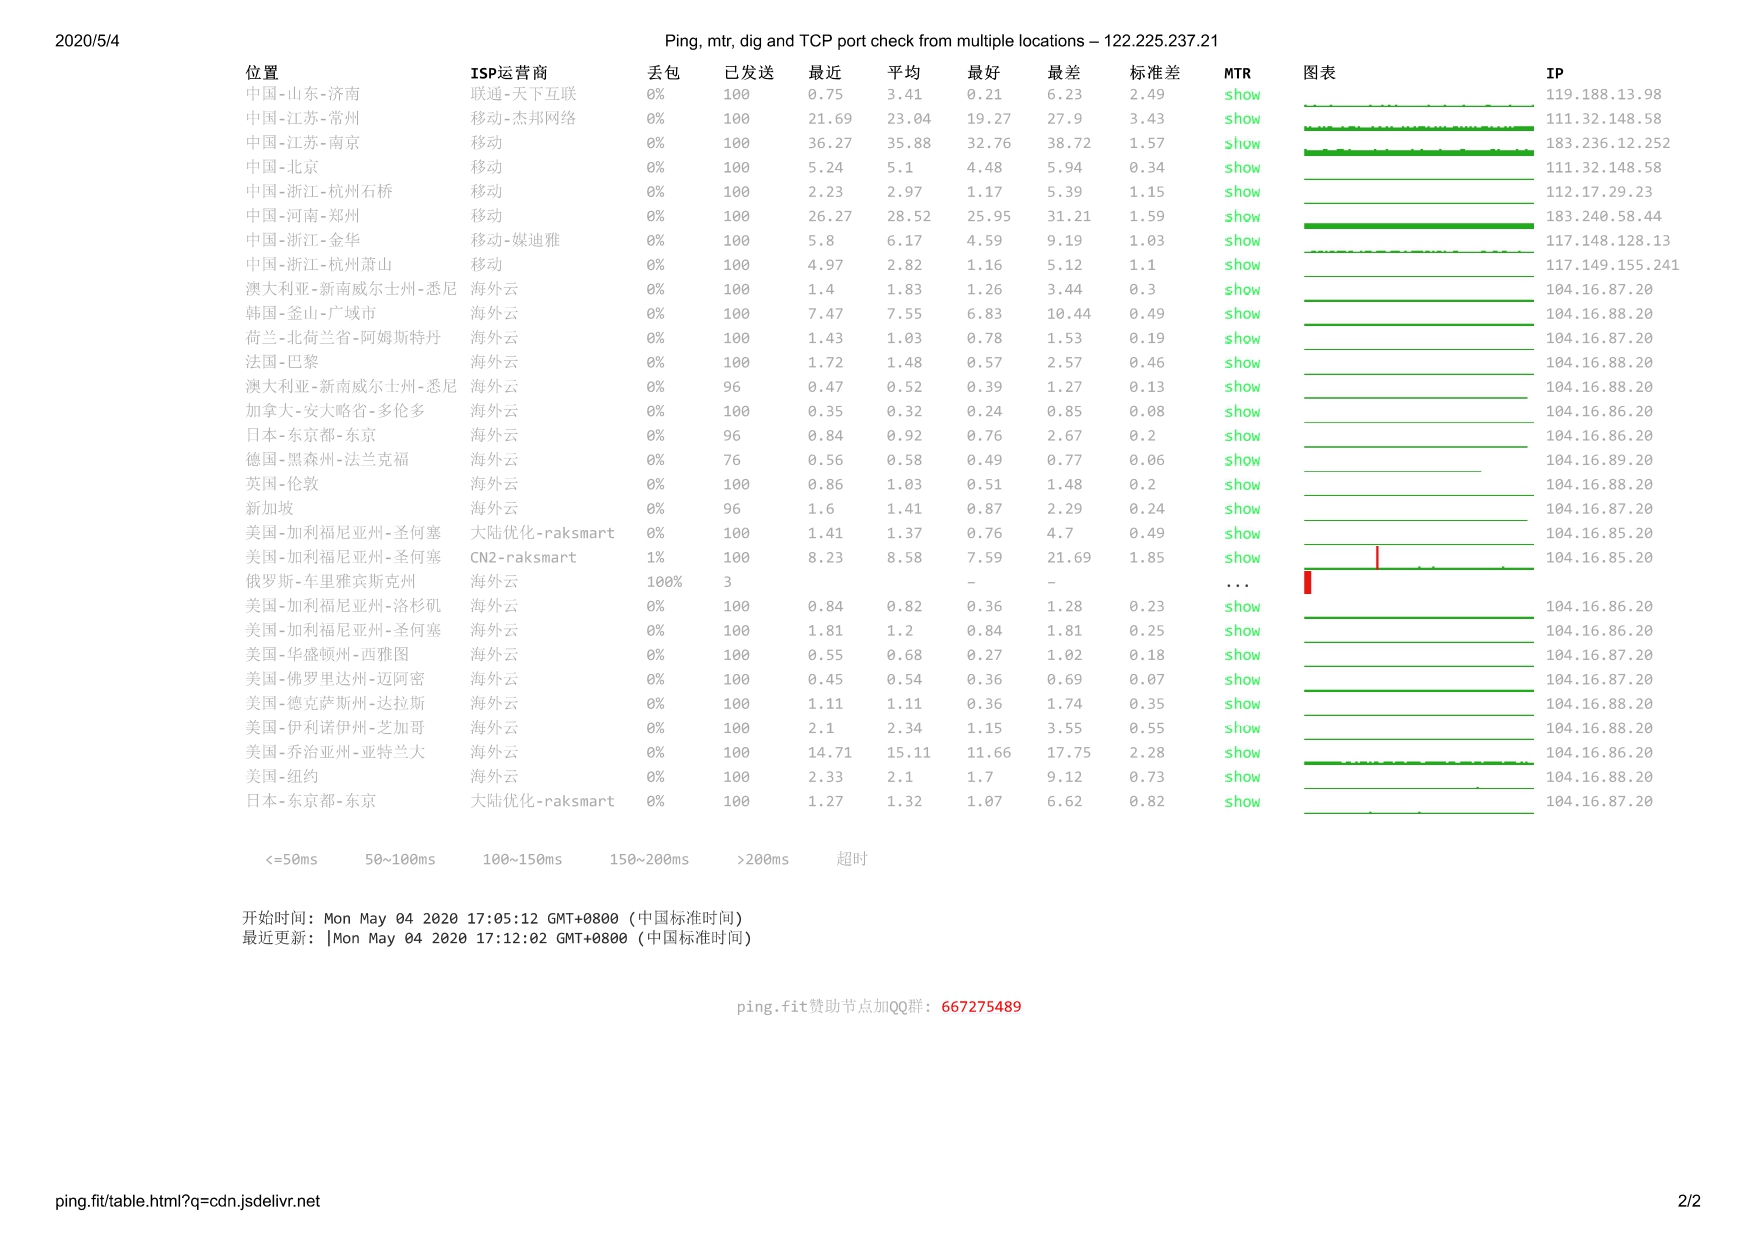 2020/5/4 Ping, mtr, dig and TCP port check from multiple locations – 122.225.237.21
位置 ISP运营商 丢包 已发送 最近 平均 最好 最差 标准差 MTR 图表 IP
中国-山东-济南 联通-天下互联 0% 100 0.75 3.41 0.21 6.23 2.49 show 119.188.13.98
中国-江苏-常州 移动-杰邦网络 0% 100 21.69 23.04 19.27 27.9 3.43 show 111.32.148.58
中国-江苏-南京 移动 0% 100 36.27 35.88 32.76 38.72 1.57 show 183.236.12.252
中国-北京 移动 0% 100 5.24 5.1 4.48 5.94 0.34 show 111.32.148.58
中国-浙江-杭州石桥 移动 0% 100 2.23 2.97 1.17 5.39 1.15 show 112.17.29.23
中国-河南-郑州 移动 0% 100 26.27 28.52 25.95 31.21 1.59 show 183.240.58.44
中国-浙江-金华 移动-媒迪雅 0% 100 5.8 6.17 4.59 9.19 1.03 show 117.148.128.13
中国-浙江-杭州萧山 移动 0% 100 4.97 2.82 1.16 5.12 1.1 show 117.149.155.241
澳大利亚-新南威尔士州-悉尼 海外云 0% 100 1.4 1.83 1.26 3.44 0.3 show 104.16.87.20
韩国-釜山-广域市 海外云 0% 100 7.47 7.55 6.83 10.44 0.49 show 104.16.88.20
荷兰-北荷兰省-阿姆斯特丹 海外云 0% 100 1.43 1.03 0.78 1.53 0.19 show 104.16.87.20
法国-巴黎 海外云 0% 100 1.72 1.48 0.57 2.57 0.46 show 104.16.88.20
澳大利亚-新南威尔士州-悉尼 海外云 0% 96 0.47 0.52 0.39 1.27 0.13 show 104.16.88.20
加拿大-安大略省-多伦多 海外云 0% 100 0.35 0.32 0.24 0.85 0.08 show 104.16.86.20
日本-东京都-东京 海外云 0% 96 0.84 0.92 0.76 2.67 0.2 show 104.16.86.20
德国-黑森州-法兰克福 海外云 0% 76 0.56 0.58 0.49 0.77 0.06 show 104.16.89.20
英国-伦敦 海外云 0% 100 0.86 1.03 0.51 1.48 0.2 show 104.16.88.20
新加坡 海外云 0% 96 1.6 1.41 0.87 2.29 0.24 show 104.16.87.20
美国-加利福尼亚州-圣何塞 大陆优化-raksmart 0% 100 1.41 1.37 0.76 4.7 0.49 show 104.16.85.20
美国-加利福尼亚州-圣何塞 CN2-raksmart 1% 100 8.23 8.58 7.59 21.69 1.85 show 104.16.85.20
俄罗斯-车里雅宾斯克州 海外云 100% 3 – – ...
美国-加利福尼亚州-洛杉矶 海外云 0% 100 0.84 0.82 0.36 1.28 0.23 show 104.16.86.20
美国-加利福尼亚州-圣何塞 海外云 0% 100 1.81 1.2 0.84 1.81 0.25 show 104.16.86.20
美国-华盛顿州-西雅图 海外云 0% 100 0.55 0.68 0.27 1.02 0.18 show 104.16.87.20
美国-佛罗里达州-迈阿密 海外云 0% 100 0.45 0.54 0.36 0.69 0.07 show 104.16.87.20
美国-德克萨斯州-达拉斯 海外云 0% 100 1.11 1.11 0.36 1.74 0.35 show 104.16.88.20
美国-伊利诺伊州-芝加哥 海外云 0% 100 2.1 2.34 1.15 3.55 0.55 show 104.16.88.20
美国-乔治亚州-亚特兰大 海外云 0% 100 14.71 15.11 11.66 17.75 2.28 show 104.16.86.20
美国-纽约 海外云 0% 100 2.33 2.1 1.7 9.12 0.73 show 104.16.88.20
日本-东京都-东京 大陆优化-raksmart 0% 100 1.27 1.32 1.07 6.62 0.82 show 104.16.87.20
<=50ms 50~100ms 100~150ms 150~200ms >200ms 超时
开始时间: Mon May 04 2020 17:05:12 GMT+0800 (中国标准时间)
最近更新: |Mon May 04 2020 17:12:02 GMT+0800 (中国标准时间)
ping.fit赞助节点加QQ群: 667275489
ping.fit/table.html?q=cdn.jsdelivr.net 2/2